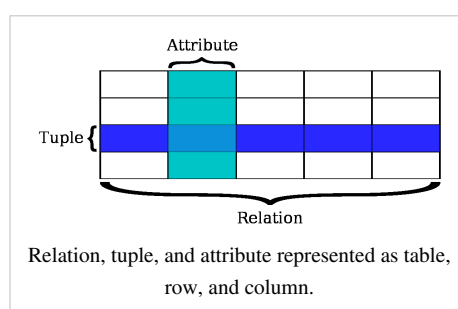 Attribute
Tuple
Relation
Relation, tuple, and attribute represented as table,
row, and column.